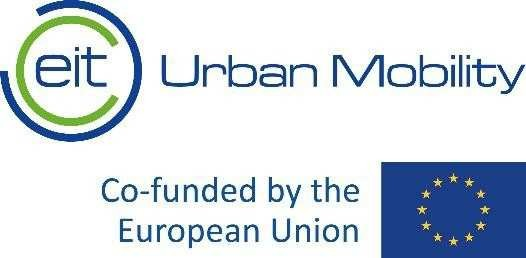 eit Urban Mobility
Co-funded by the
European Union